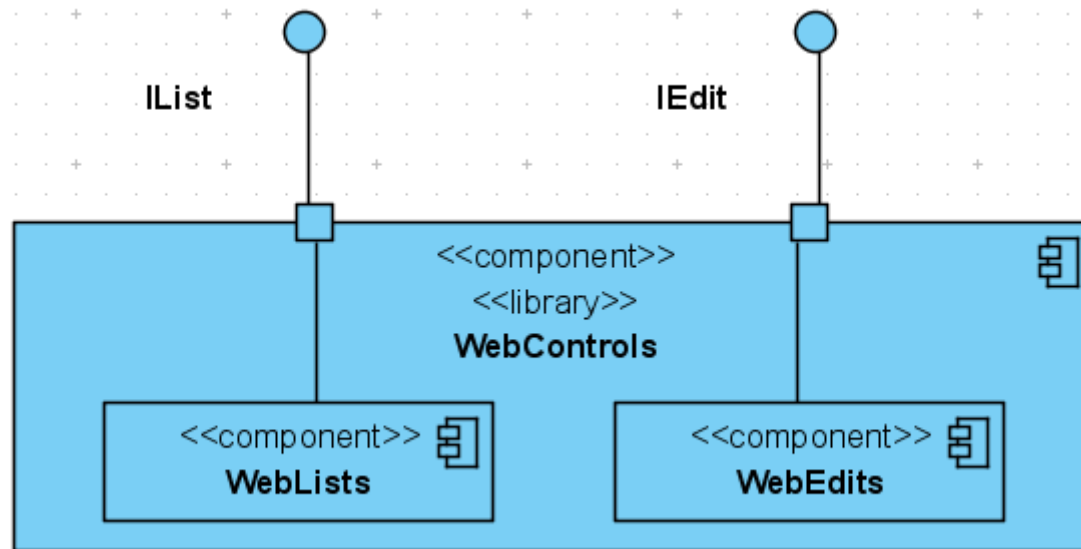 IList
IEdit
<<component>>
<<library>>
WebControls
<<component>>
WebLists
<<component>>
WebEdits